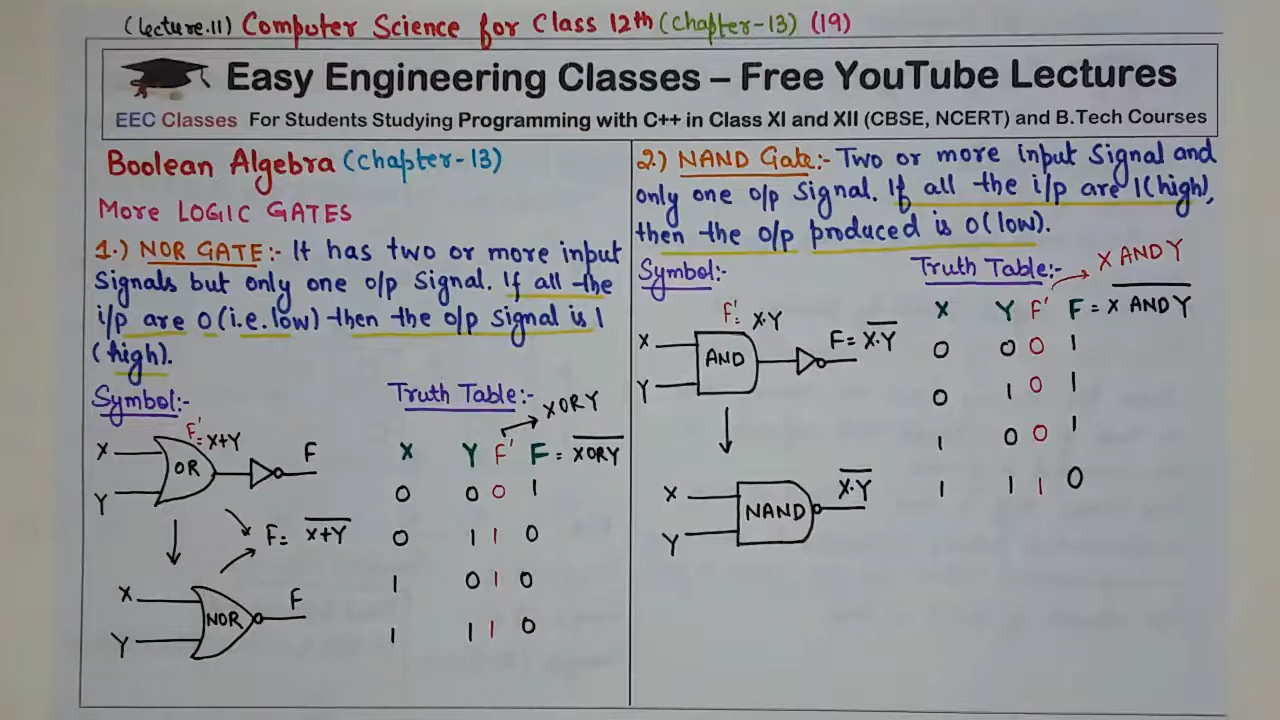 (Lecture.11) Computer Science for Class 12th (Chapter-13) (19)
Easy Engineering Classes – Free YouTube Lectures
EEC Classes For Students Studying Programming with C++ in Class XI and XII (CBSE, NCERT) and B.Tech Courses
Boolean Algebra (Chapter-13)
More LOGIC GATES
1.) NOR GATE:- It has two or more input
Signals but only one o/p Signal. If all the
i/p are 0 (i.e. low) then the o/p signal is 1
(high).
Symbol:-
F'= X+Y
X
OR
F
Y
F= \overline{X+Y}
X
NOR
F
Y
Truth Table:-
X OR Y
X Y F' F = \overline{X OR Y}
0 0 0 1
0 1 1 0
1 0 1 0
1 1 1 0
2.) NAND Gate:- Two or more input Signal and
only one o/p Signal. If all the i/p are 1(high),
then the o/p produced is 0(low).
Symbol:-
F'= X.Y
X
AND
F= \overline{X.Y}
Y
X
NAND
\overline{X.Y}
Y
Truth Table:-
X AND Y
X Y F' F = \overline{X AND Y}
0 0 0 1
0 1 0 1
1 0 0 1
1 1 1 0